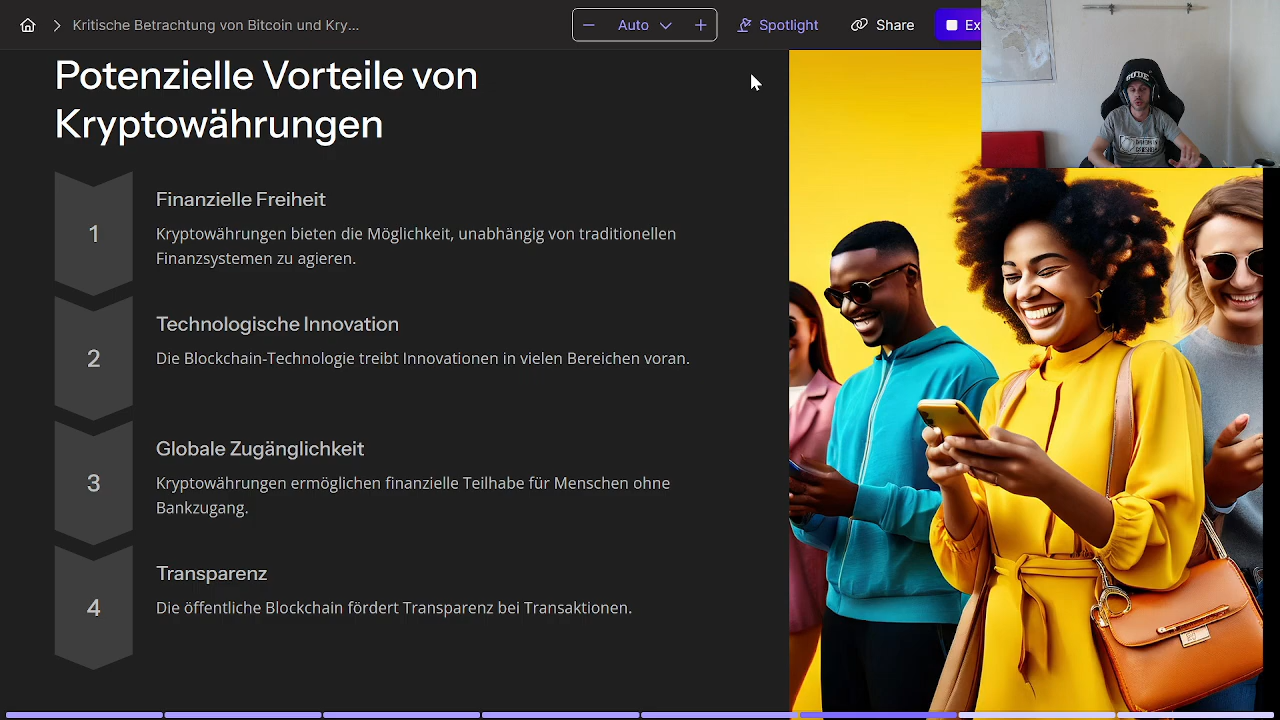 Kritische Betrachtung von Bitcoin und Kry...
Auto
Spotlight
Share
Ex
Potenzielle Vorteile von
Kryptowährungen
1
Finanzielle Freiheit
Kryptowährungen bieten die Möglichkeit, unabhängig von traditionellen
Finanzsystemen zu agieren.
2
Technologische Innovation
Die Blockchain-Technologie treibt Innovationen in vielen Bereichen voran.
3
Globale Zugänglichkeit
Kryptowährungen ermöglichen finanzielle Teilhabe für Menschen ohne
Bankzugang.
4
Transparenz
Die öffentliche Blockchain fördert Transparenz bei Transaktionen.